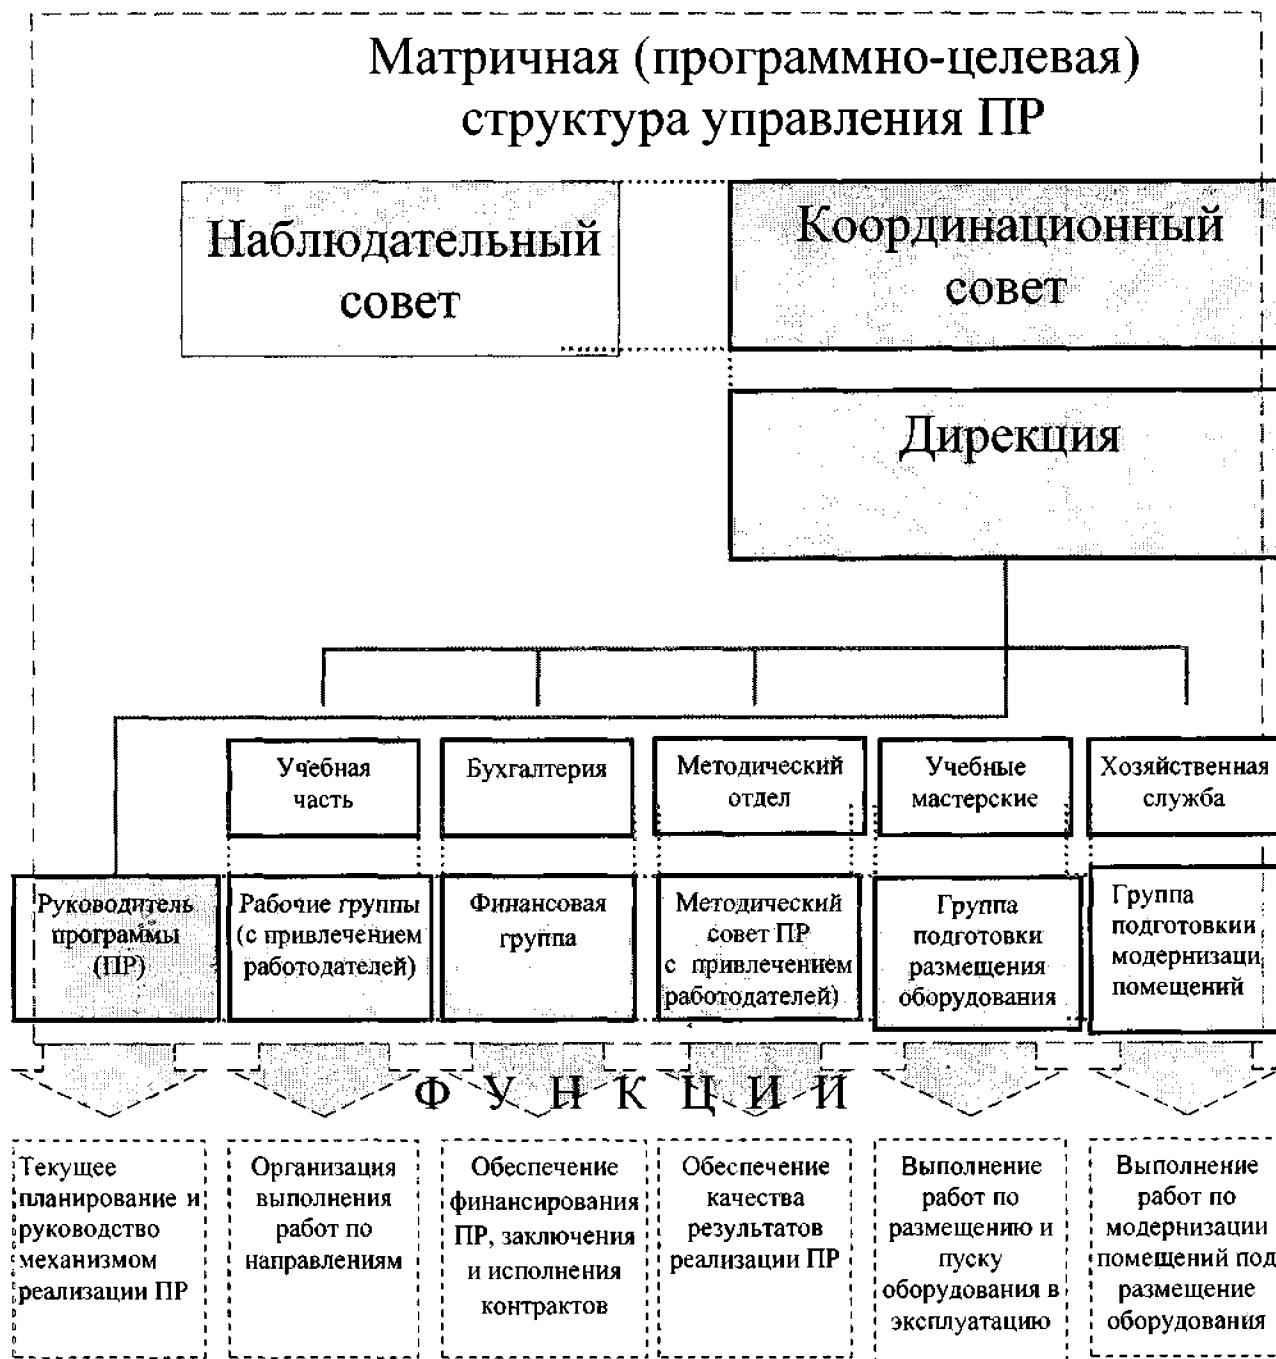 Матричная (программно-целевая)
структура управления ПР
Наблюдательный
совет
Координационный
совет
Дирекция
Учебная
часть
Бухгалтерия
Методический
отдел
Учебные
мастерские
Хозяйственная
служба
Руководитель
программы
(ПР)
Рабочие группы
(с привлечением
работодателей)
Финансовая
группа
Методический
совет ПР
с привлечением
работодателей)
Группа
подготовки
размещения
оборудования
Группа
подготовкии
модернизаци
помещений
Ф У Н К Ц И И
Текущее
планирование и
руководство
механизмом
реализации ПР
Организация
выполнения
работ по
направлениям
Обеспечение
финансирования
ПР, заключения
и исполнения
контрактов
Обеспечение
качества
результатов
реализации ПР
Выполнение
работ по
размещению и
пуску
оборудования в
эксплуатацию
Выполнение
работ по
модернизации
помещений под
размещение
оборудования